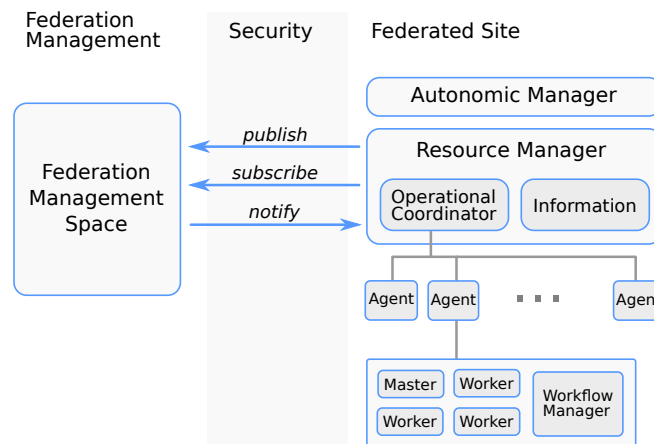 Federation
Management
Security
Federated Site
Autonomic Manager
publish
Resource Manager
Federation
Management
Space
subscribe
Operational
Coordinator
Information
notify
Agent
Agent
Agent
Master
Worker
Workflow
Manager
Worker
Worker